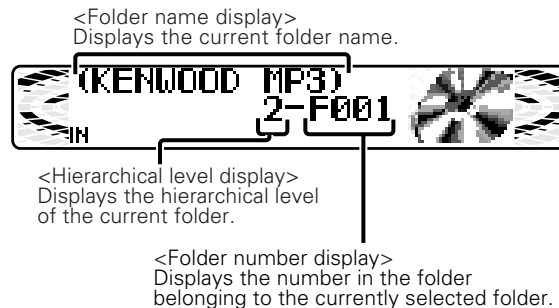 <Folder name display>
Displays the current folder name.
(KENWOOD MP3)
2-F001
IN
<Hierarchical level display>
Displays the hierarchical level
of the current folder.
<Folder number display>
Displays the number in the folder
belonging to the currently selected folder.